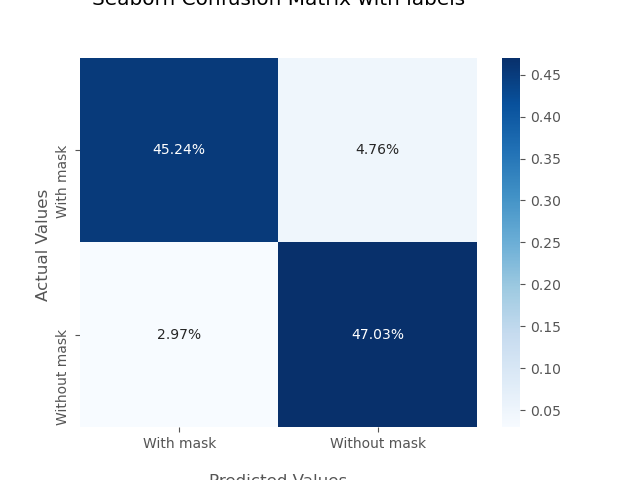 Seaborn Confusion Matrix with labels
45.24%
4.76%
2.97%
47.03%
Actual Values
With mask
Without mask
With mask
Without mask
Predicted Values
0.45
0.40
0.35
0.30
0.25
0.20
0.15
0.10
0.05